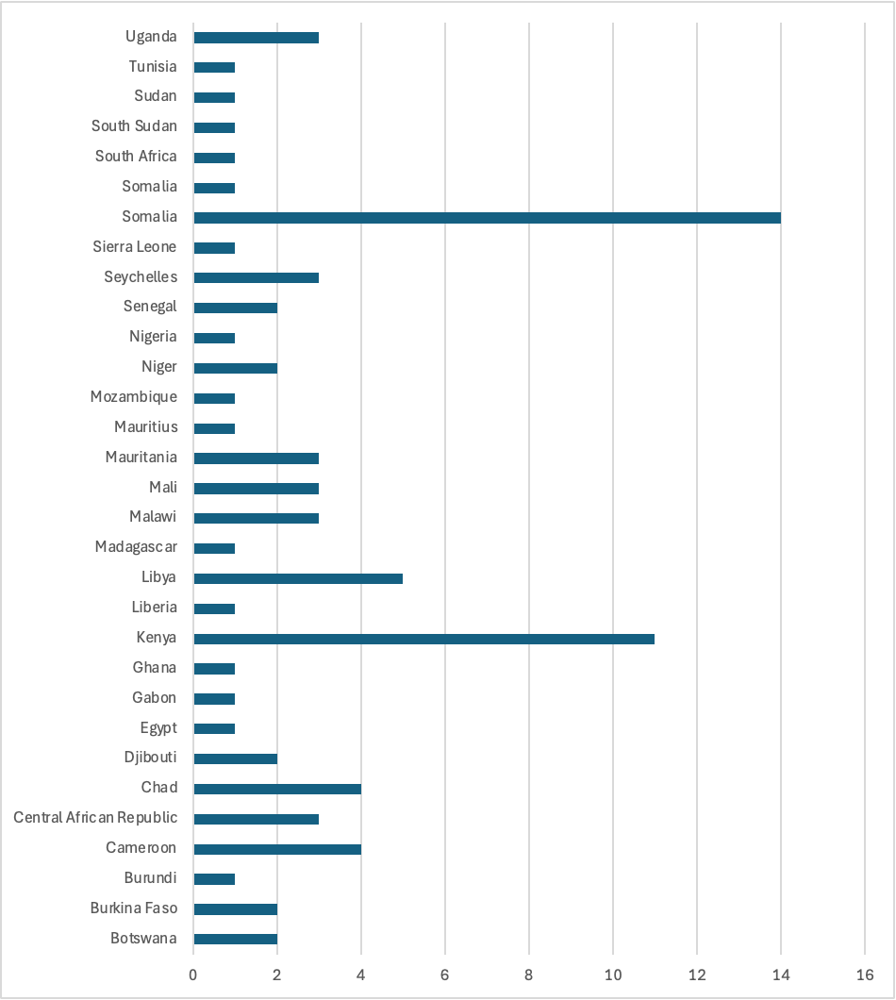 Uganda
Tunisia
Sudan
South Sudan
South Africa
Somalia
Somalia
Sierra Leone
Seychelles
Senegal
Nigeria
Niger
Mozambique
Mauritius
Mauritania
Mali
Malawi
Madagascar
Libya
Liberia
Kenya
Ghana
Gabon
Egypt
Djibouti
Chad
Central African Republic
Cameroon
Burundi
Burkina Faso
Botswana
0 2 4 6 8 10 12 14 16